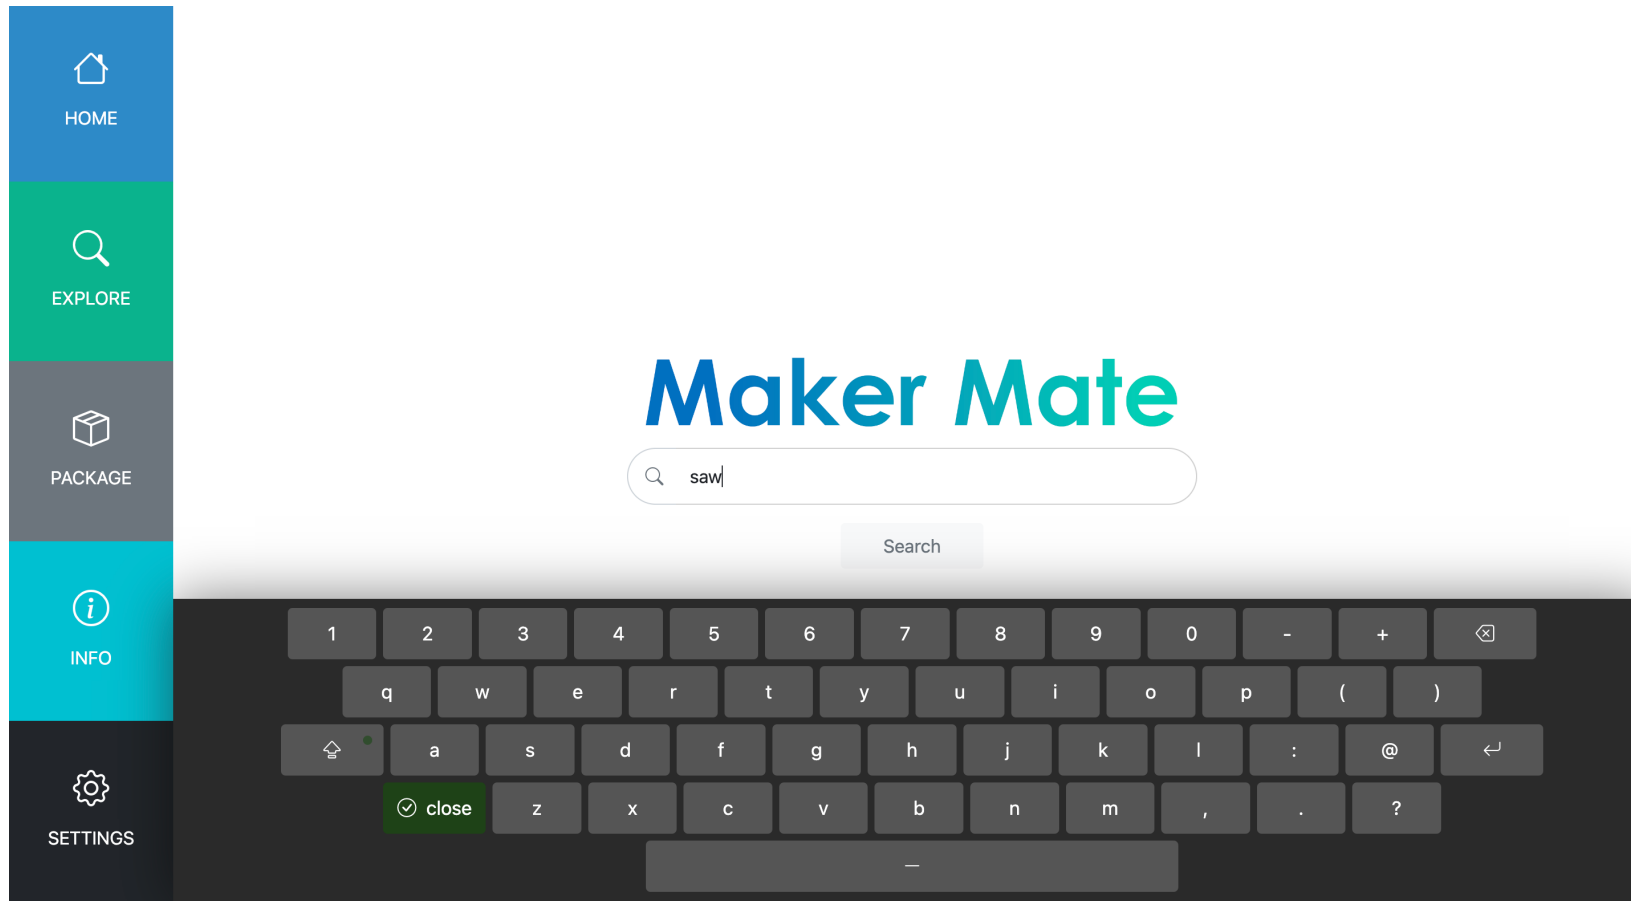 HOME
EXPLORE
PACKAGE
INFO
SETTINGS
Maker Mate
saw
Search
1 2 3 4 5 6 7 8 9 0 - +
q w e r t y u i o p ( )
a s d f g h j k l : @
close z x c v b n m , . ?